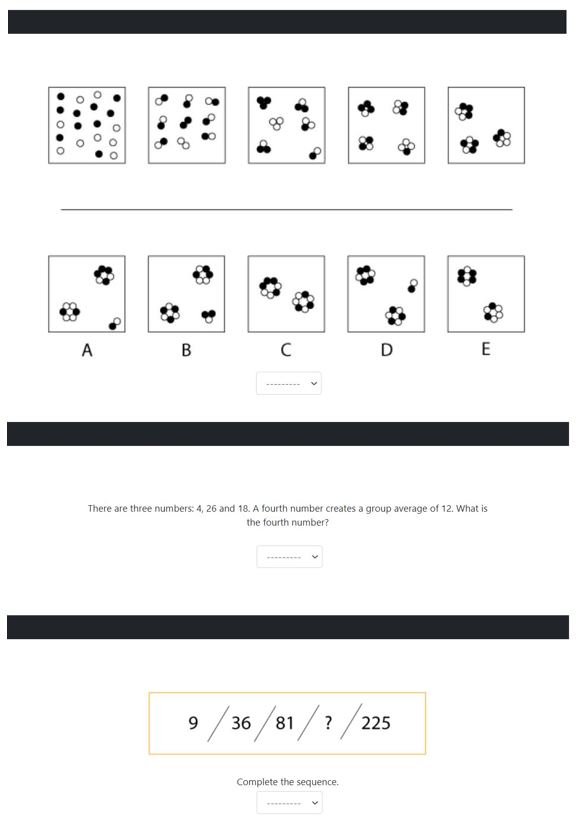 A B C D E
---------
There are three numbers: 4, 26 and 18. A fourth number creates a group average of 12. What is
the fourth number?
---------
9 / 36 / 81 / ? / 225
Complete the sequence.
---------